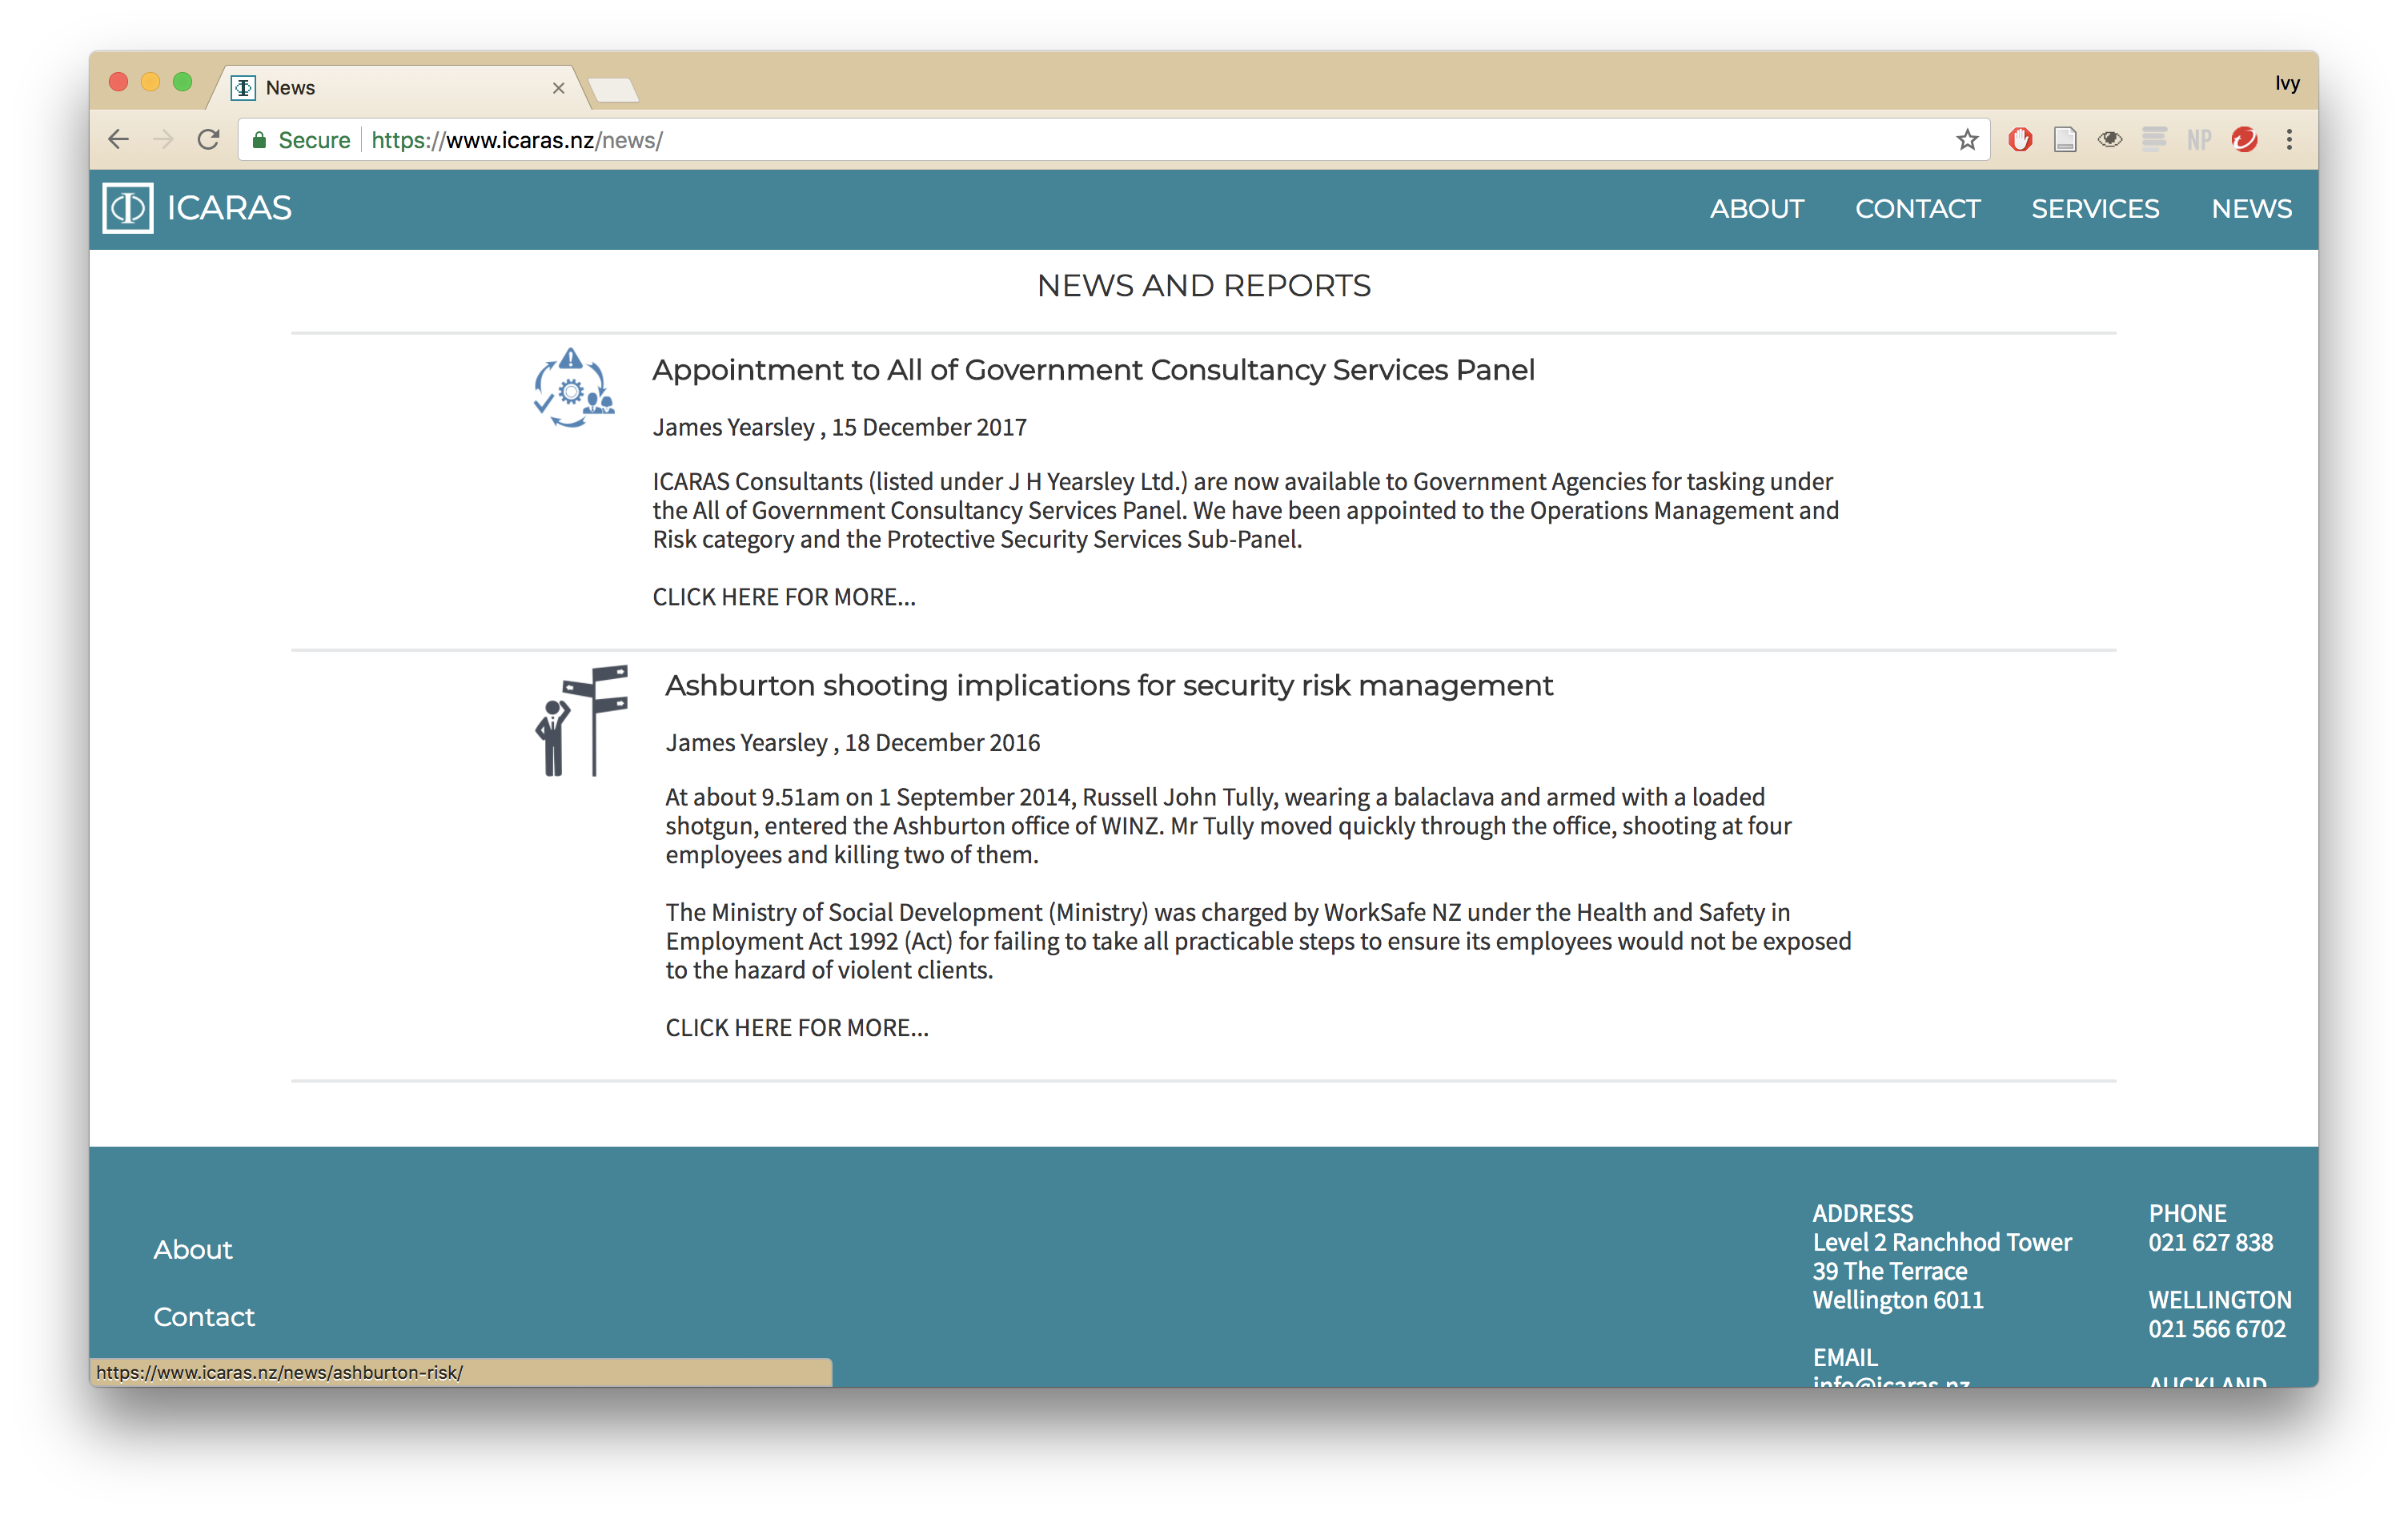 News
Ivy
Secure https://www.icaras.nz/news/
NP
ICARAS
ABOUT CONTACT SERVICES NEWS
NEWS AND REPORTS
Appointment to All of Government Consultancy Services Panel
James Yearsley , 15 December 2017
ICARAS Consultants (listed under J H Yearsley Ltd.) are now available to Government Agencies for tasking under
the All of Government Consultancy Services Panel. We have been appointed to the Operations Management and
Risk category and the Protective Security Services Sub-Panel.
CLICK HERE FOR MORE...
Ashburton shooting implications for security risk management
James Yearsley , 18 December 2016
At about 9.51am on 1 September 2014, Russell John Tully, wearing a balaclava and armed with a loaded
shotgun, entered the Ashburton office of WINZ. Mr Tully moved quickly through the office, shooting at four
employees and killing two of them.
The Ministry of Social Development (Ministry) was charged by WorkSafe NZ under the Health and Safety in
Employment Act 1992 (Act) for failing to take all practicable steps to ensure its employees would not be exposed
to the hazard of violent clients.
CLICK HERE FOR MORE...
About
Contact
ADDRESS
Level 2 Ranchhod Tower
39 The Terrace
Wellington 6011
EMAIL
info@icaras.nz
PHONE
021 627 838
WELLINGTON
021 566 6702
AUCKLAND
https://www.icaras.nz/news/ashburton-risk/